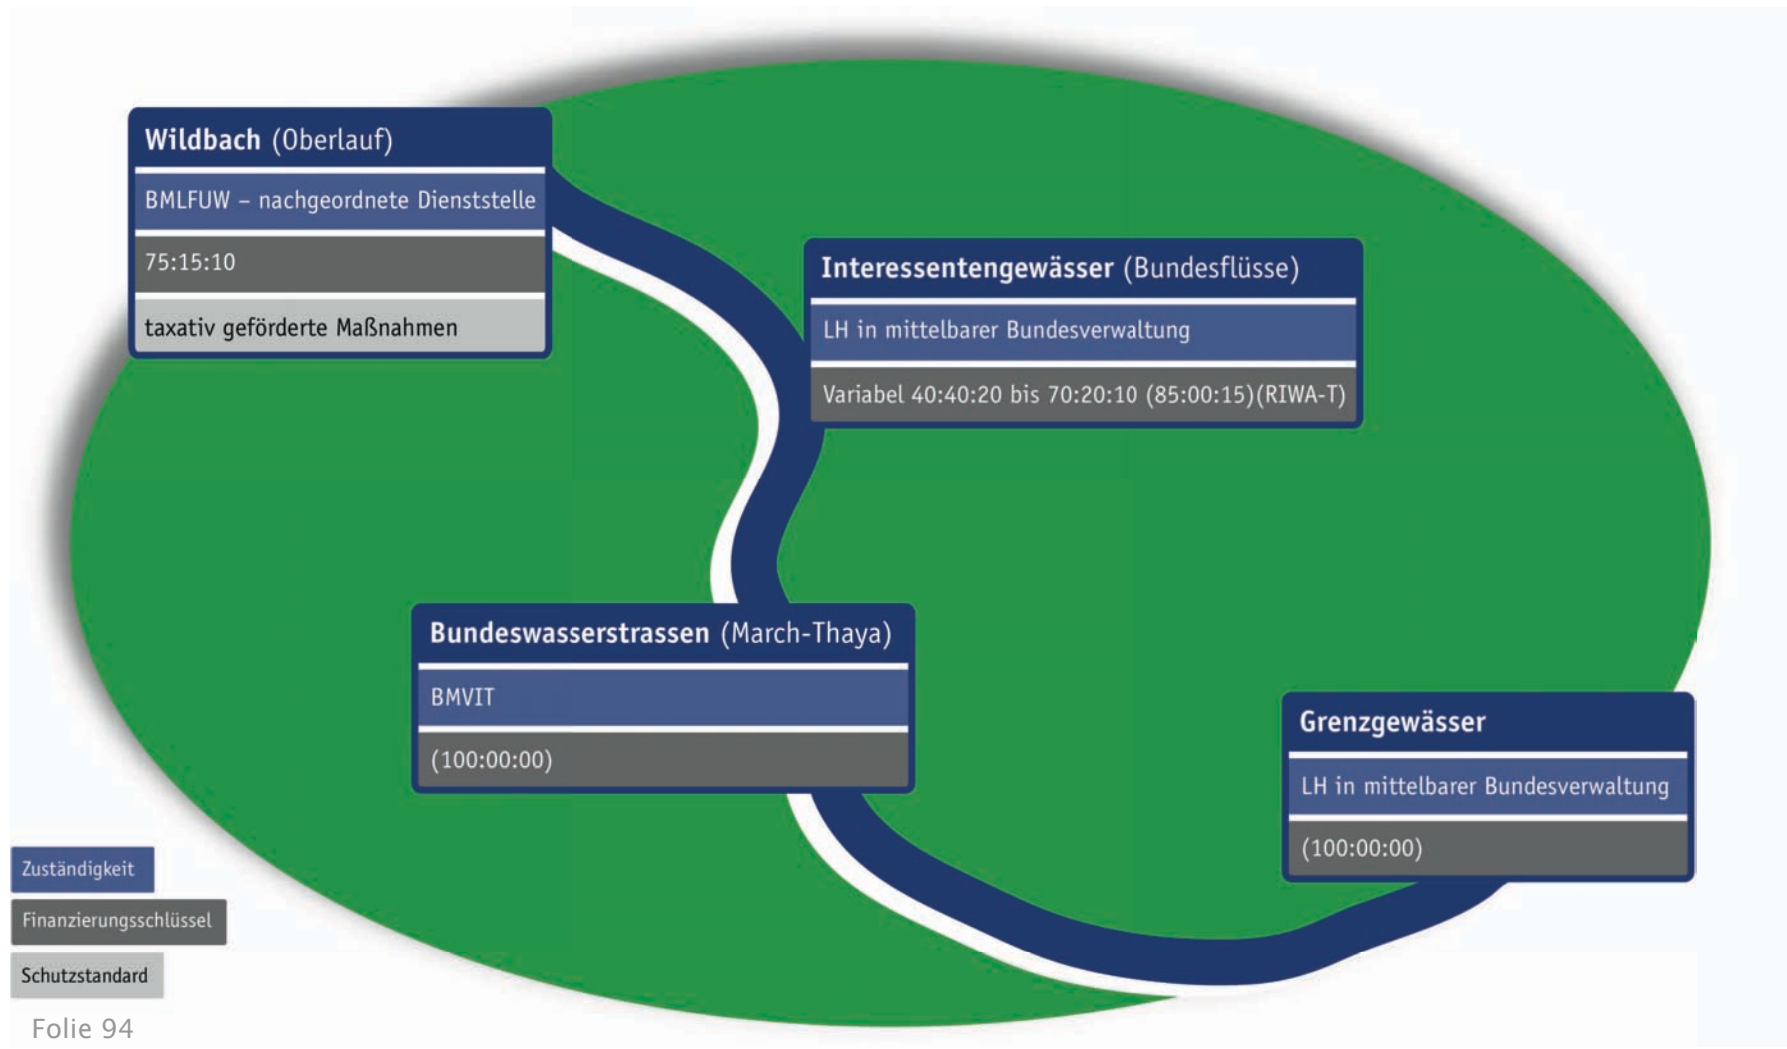 Wildbach (Oberlauf)
BMLFUW – nachgeordnete Dienststelle
75:15:10
taxativ geförderte Maßnahmen
Interessentengewässer (Bundesflüsse)
LH in mittelbarer Bundesverwaltung
Variabel 40:40:20 bis 70:20:10 (85:00:15)(RIWA-T)
Bundeswasserstrassen (March-Thaya)
BMVIT
(100:00:00)
Grenzgewässer
LH in mittelbarer Bundesverwaltung
(100:00:00)
Zuständigkeit
Finanzierungsschlüssel
Schutzstandard
Folie 94